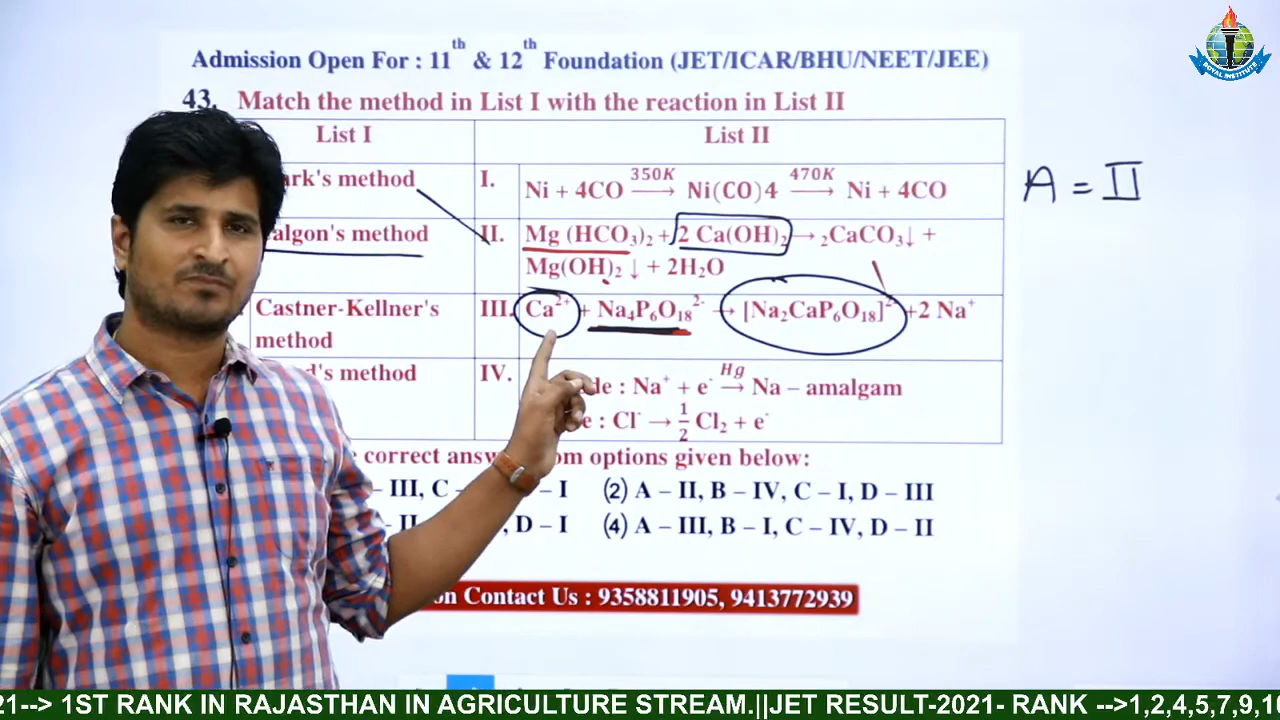 Admission Open For : 11th & 12th Foundation (JET/ICAR/BHU/NEET/JEE)
ROYAL INSTITUTE
43. Match the method in List I with the reaction in List II
List I List II
ark's method I. Ni + 4CO 350K→ Ni(CO)4 470K→ Ni + 4CO
A = II
algon's method II. Mg (HCO₃)₂ + 2 Ca(OH)₂ → ₂CaCO₃↓ +
Mg(OH)₂ ↓ + 2H₂O
Castner-Kellner's III. Ca²⁺ + Na₄P₆O₁₈²⁻ → [Na₂CaP₆O₁₈]²⁻ +2 Na⁺
method
d's method IV. de : Na⁺ + e⁻ Hg→ Na – amalgam
e : Cl⁻ → 1/2 Cl₂ + e⁻
correct answ om options given below:
– III, C – – I (2) A – II, B – IV, C – I, D – III
– II , D – I (4) A – III, B – I, C – IV, D – II
on Contact Us : 9358811905, 9413772939
21--> 1ST RANK IN RAJASTHAN IN AGRICULTURE STREAM.||JET RESULT-2021- RANK -->1,2,4,5,7,9,10